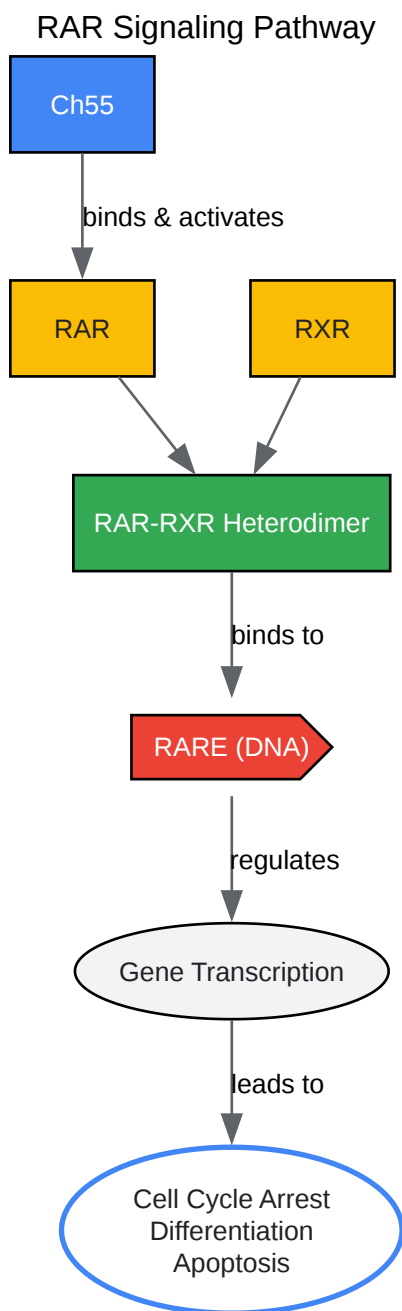 RAR Signaling Pathway
Ch55
binds & activates
RAR
RXR
RAR-RXR Heterodimer
binds to
RARE (DNA)
regulates
Gene Transcription
leads to
Cell Cycle Arrest
Differentiation
Apoptosis